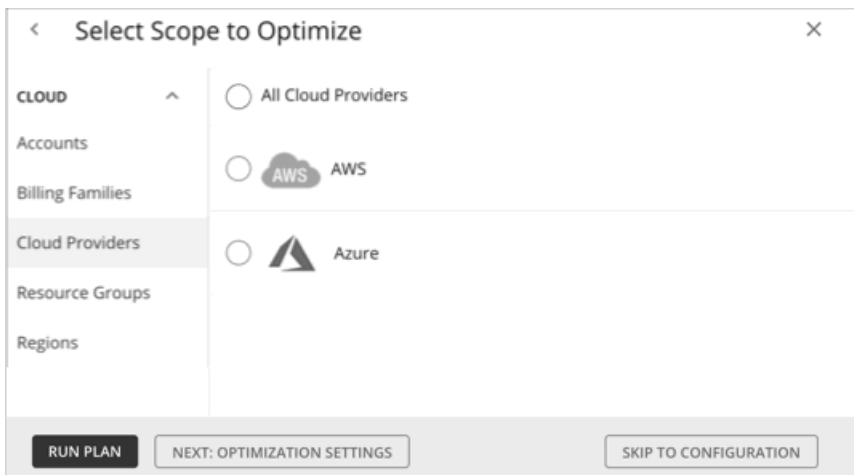 Select Scope to Optimize
CLOUD
Accounts
Billing Families
Cloud Providers
Resource Groups
Regions
All Cloud Providers
AWS AWS
Azure
RUN PLAN NEXT: OPTIMIZATION SETTINGS SKIP TO CONFIGURATION